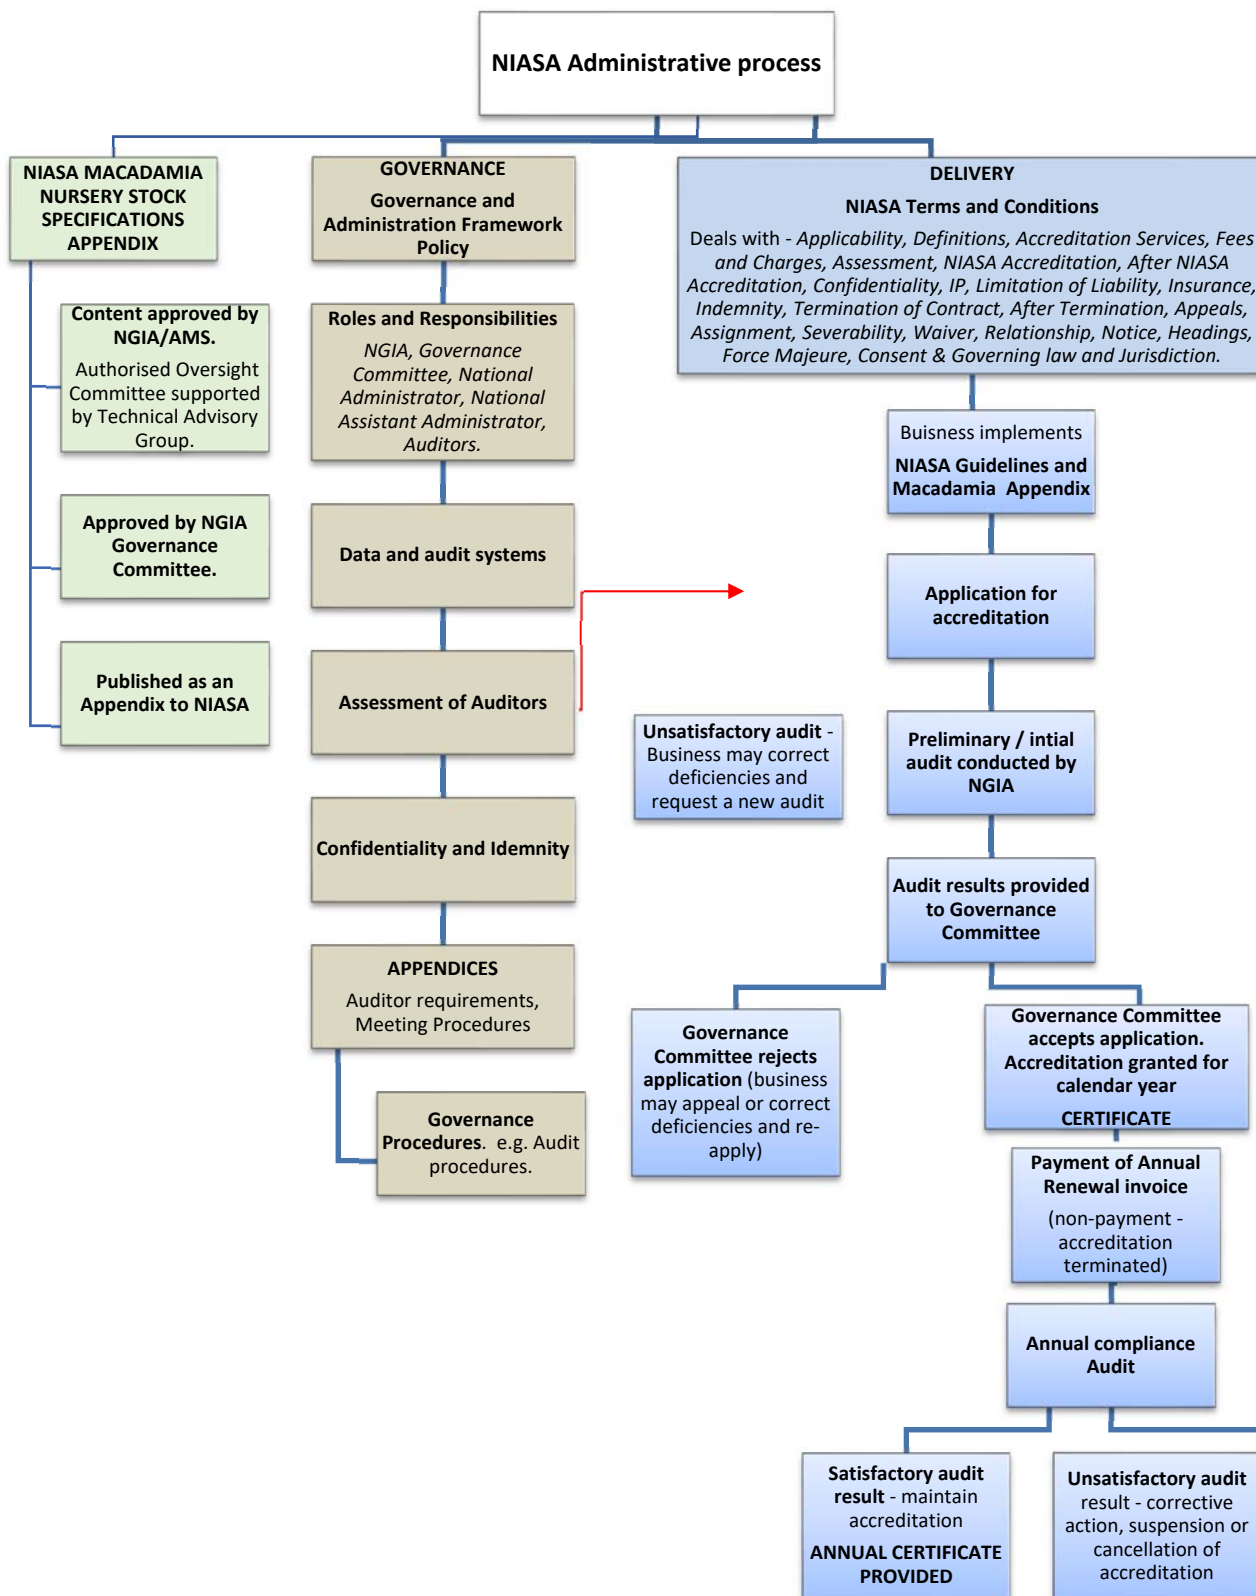 NIASA Administrative process
NIASA MACADAMIA
NURSERY STOCK
SPECIFICATIONS
APPENDIX
Content approved by
NGIA/AMS.
Authorised Oversight
Committee supported
by Technical Advisory
Group.
Approved by NGIA
Governance
Committee.
Published as an
Appendix to NIASA
GOVERNANCE
Governance and
Administration Framework
Policy
Roles and Responsibilities
NGIA, Governance
Committee, National
Administrator, National
Assistant Administrator,
Auditors.
Data and audit systems
Assessment of Auditors
Confidentiality and Idemnity
APPENDICES
Auditor requirements,
Meeting Procedures
Governance
Procedures. e.g. Audit
procedures.
DELIVERY
NIASA Terms and Conditions
Deals with - Applicability, Definitions, Accreditation Services, Fees
and Charges, Assessment, NIASA Accreditation, After NIASA
Accreditation, Confidentiality, IP, Limitation of Liability, Insurance,
Indemnity, Termination of Contract, After Termination, Appeals,
Assignment, Severability, Waiver, Relationship, Notice, Headings,
Force Majeure, Consent & Governing law and Jurisdiction.
Buisness implements
NIASA Guidelines and
Macadamia Appendix
Application for
accreditation
Preliminary / intial
audit conducted by
NGIA
Unsatisfactory audit -
Business may correct
deficiencies and
request a new audit
Audit results provided
to Governance
Committee
Governance
Committee rejects
application (business
may appeal or correct
deficiencies and re-
apply)
Governance Committee
accepts application.
Accreditation granted for
calendar year
CERTIFICATE
Payment of Annual
Renewal invoice
(non-payment -
accreditation
terminated)
Annual compliance
Audit
Satisfactory audit
result - maintain
accreditation
ANNUAL CERTIFICATE
PROVIDED
Unsatisfactory audit
result - corrective
action, suspension or
cancellation of
accreditation